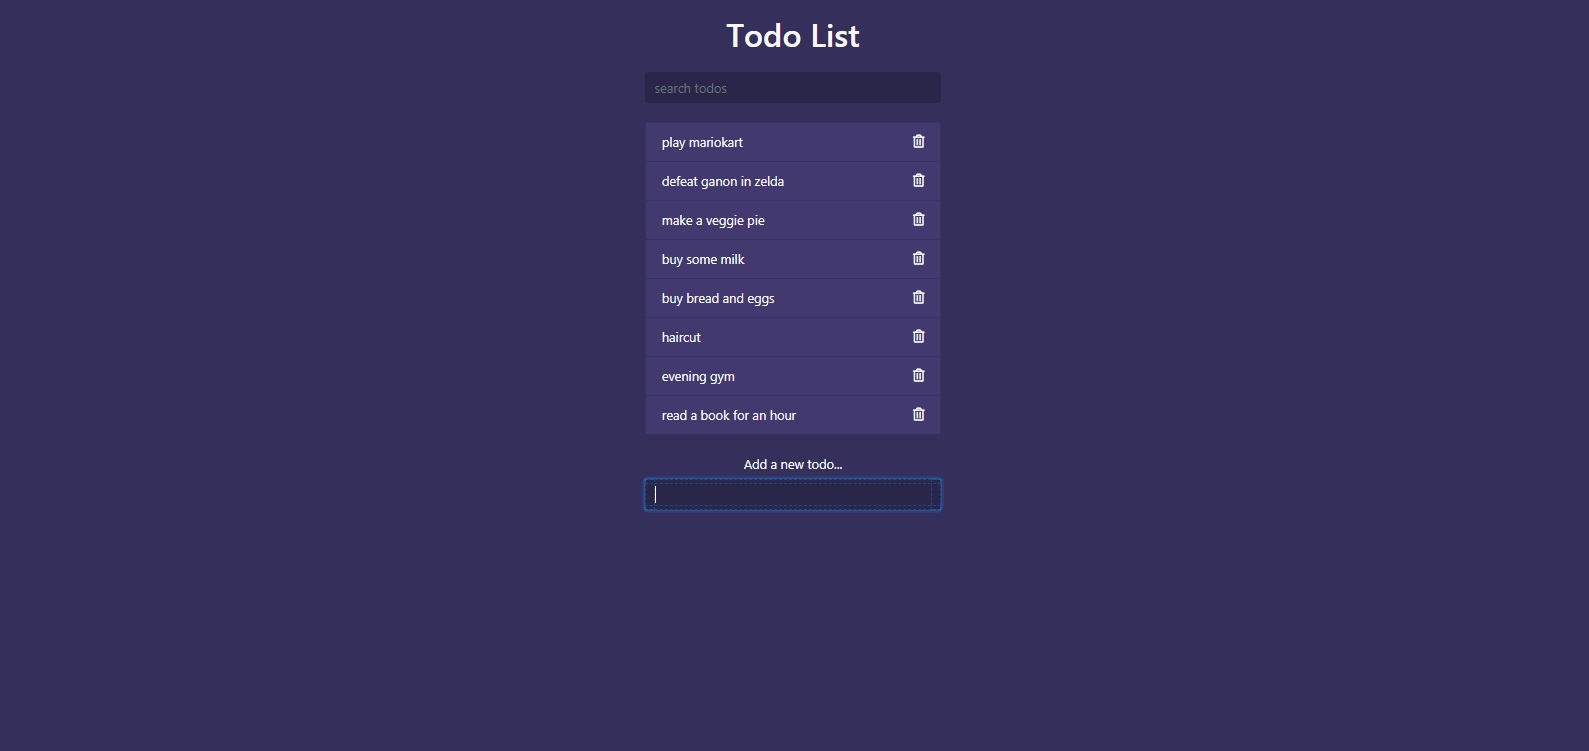 Todo List
search todos
play mariokart
defeat ganon in zelda
make a veggie pie
buy some milk
buy bread and eggs
haircut
evening gym
read a book for an hour
Add a new todo...